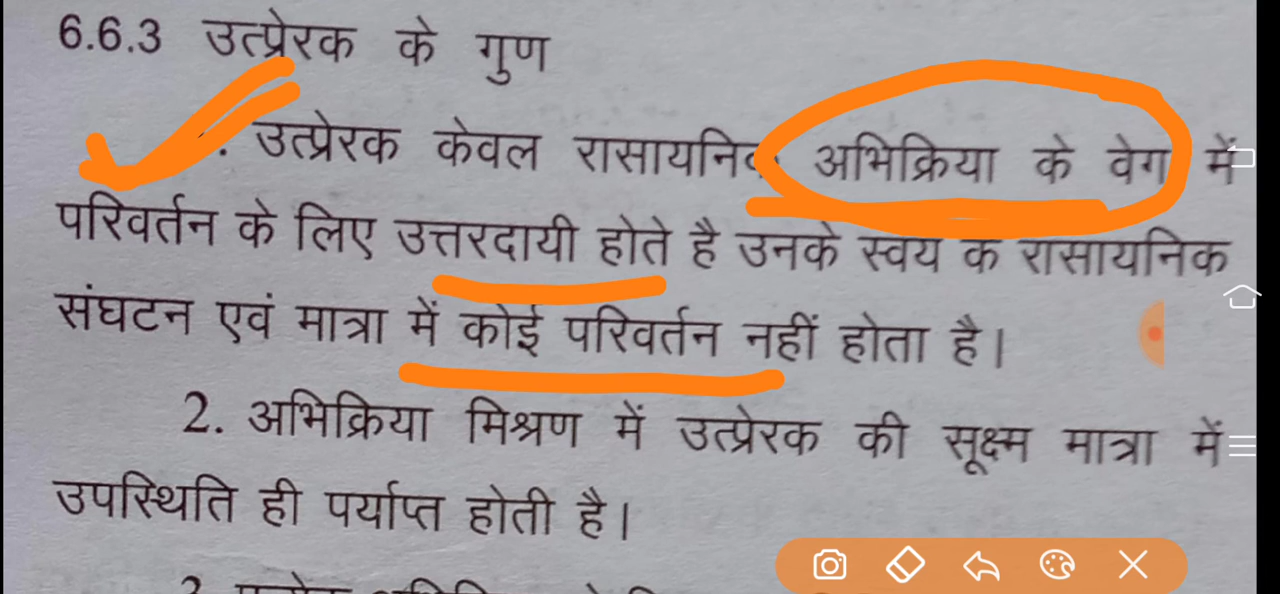 6.6.3 उत्प्रेरक के गुण
. उत्प्रेरक केवल रासायनिक अभिक्रिया के वेग में
परिवर्तन के लिए उत्तरदायी होते है उनके स्वयं के रासायनिक
संघटन एवं मात्रा में कोई परिवर्तन नहीं होता है।
2. अभिक्रिया मिश्रण में उत्प्रेरक की सूक्ष्म मात्रा में
उपस्थिति ही पर्याप्त होती है।